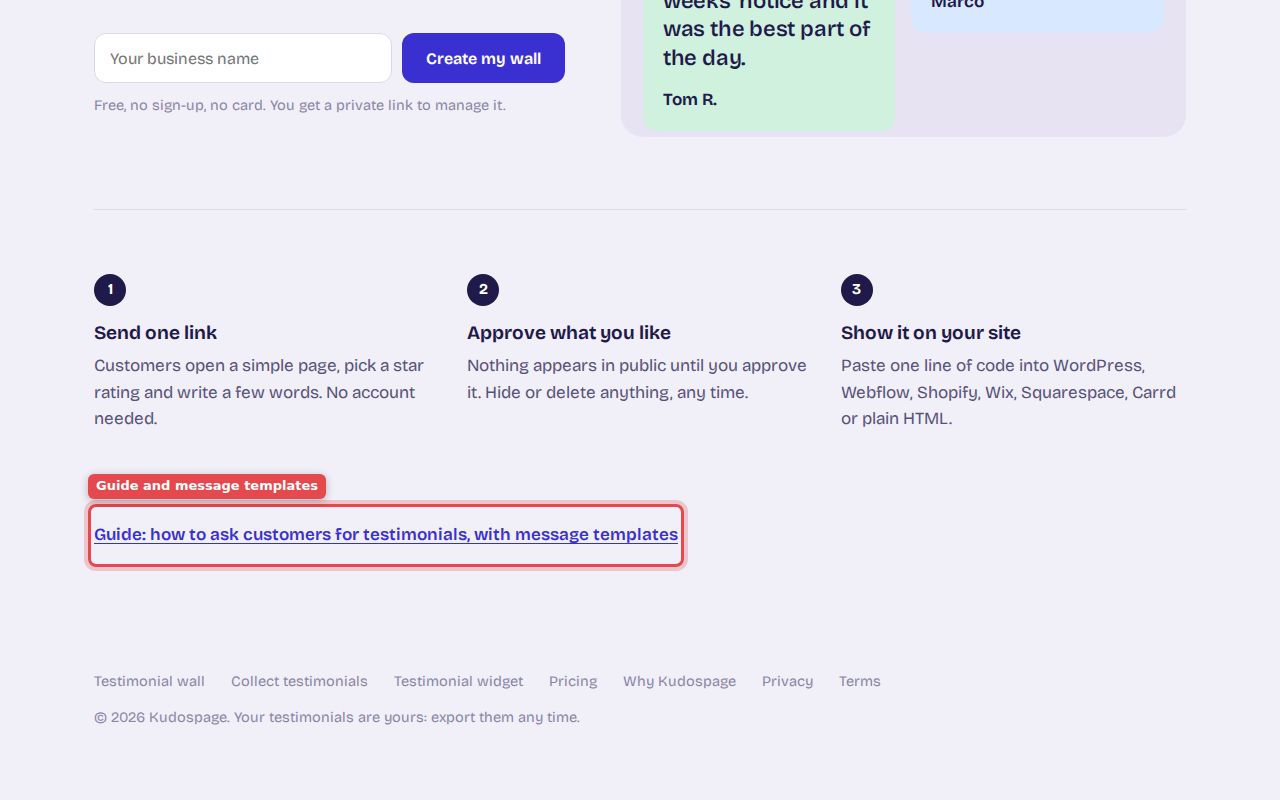 weeks' notice and it
was the best part of
the day.
Tom R.
Marco
Your business name
Create my wall
Free, no sign-up, no card. You get a private link to manage it.
1
Send one link
Customers open a simple page, pick a star
rating and write a few words. No account
needed.
2
Approve what you like
Nothing appears in public until you approve
it. Hide or delete anything, any time.
3
Show it on your site
Paste one line of code into WordPress,
Webflow, Shopify, Wix, Squarespace, Carrd
or plain HTML.
Guide and message templates
Guide: how to ask customers for testimonials, with message templates
Testimonial wall
Collect testimonials
Testimonial widget
Pricing
Why Kudospage
Privacy
Terms
© 2026 Kudospage. Your testimonials are yours: export them any time.